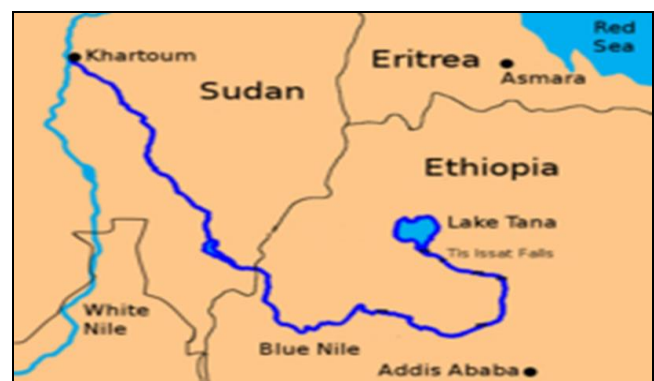 Red
Sea
Khartoum
Eritrea
Asmara
Sudan
Ethiopia
Lake Tana
Tis Issat Falls
White
Nile
Blue Nile
Addis Ababa